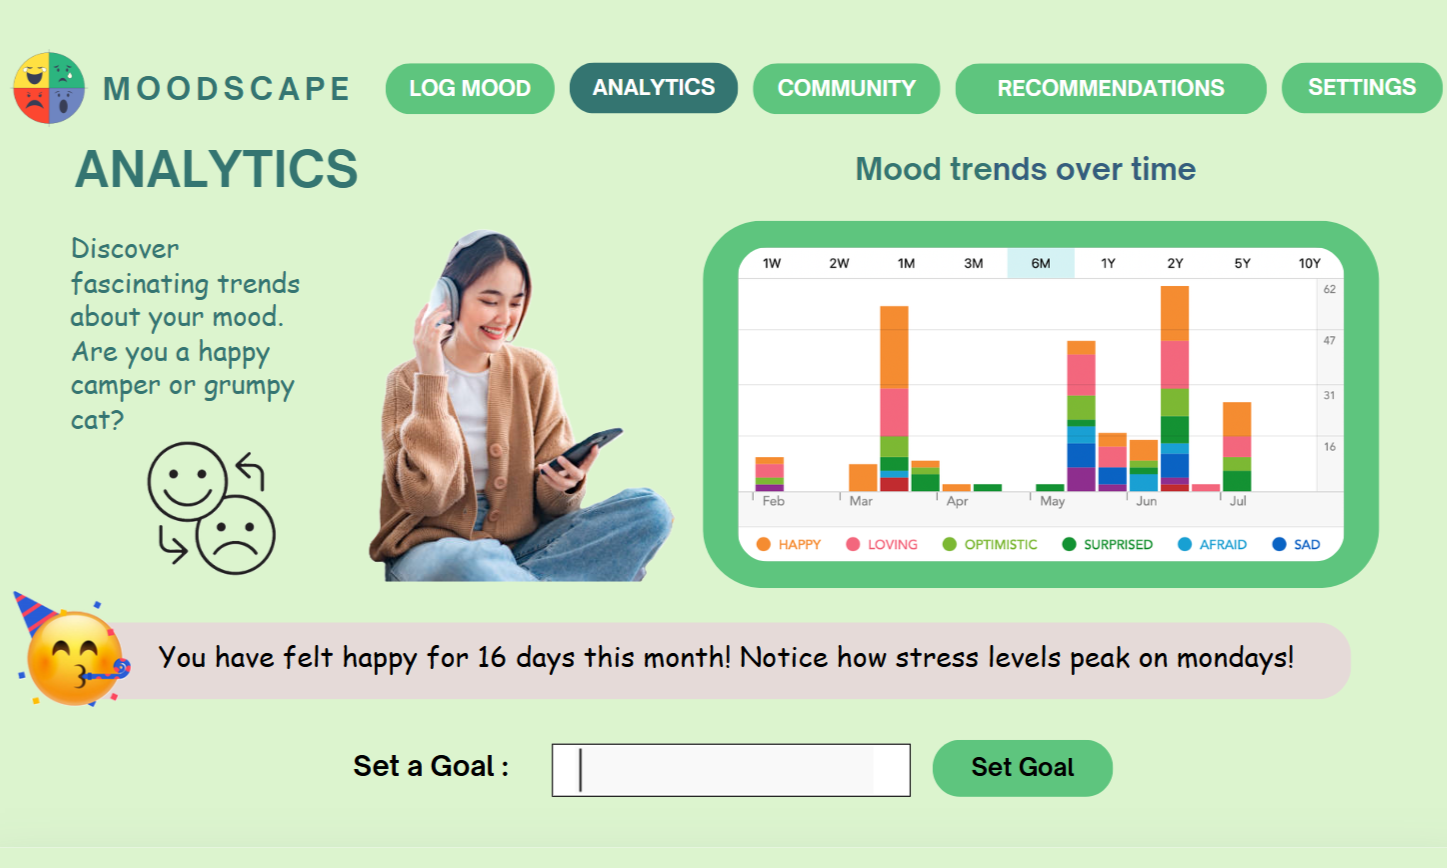 MOODSCAPE
LOG MOOD
ANALYTICS
COMMUNITY
RECOMMENDATIONS
SETTINGS
ANALYTICS
Mood trends over time
Discover
fascinating trends
about your mood.
Are you a happy
camper or grumpy
cat?
1W 2W 1M 3M 6M 1Y 2Y 5Y 10Y
62
47
31
16
Feb Mar Apr May Jun Jul
HAPPY LOVING OPTIMISTIC SURPRISED AFRAID SAD
You have felt happy for 16 days this month! Notice how stress levels peak on mondays!
Set a Goal :
Set Goal